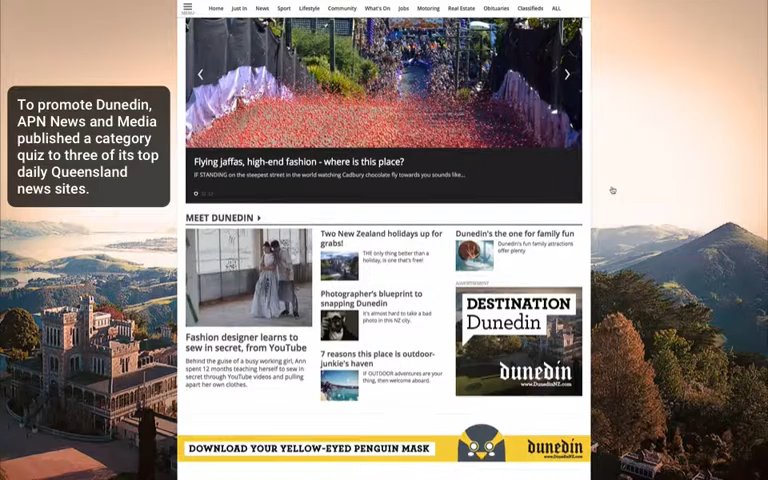 MENU
Home Just In News Sport Lifestyle Community What's On Jobs Motoring Real Estate Obituaries Classifieds ALL
To promote Dunedin,
APN News and Media
published a category
quiz to three of its top
daily Queensland
news sites.
Flying jaffas, high-end fashion - where is this place?
IF STANDING on the steepest street in the world watching Cadbury chocolate fly towards you sounds like...
MEET DUNEDIN
Fashion designer learns to
sew in secret, from YouTube
Behind the guise of a busy working girl, Ann
spent 12 months teaching herself to sew in
secret through YouTube videos and pulling
apart her own clothes.
Two New Zealand holidays up for
grabs!
THE only thing better than a
holiday, is one that's free!
Photographer's blueprint to
snapping Dunedin
It's almost hard to take a bad
photo in this NZ city.
7 reasons this place is outdoor-
junkie's haven
IF OUTDOOR adventures are your
thing, then welcome aboard.
Dunedin's the one for family fun
Dunedin's fun family attractions
offer plenty
ADVERTISEMENT
DESTINATION
Dunedin
dunedin
www.DunedinNZ.com
DOWNLOAD YOUR YELLOW-EYED PENGUIN MASK
dunedin
www.DunedinNZ.com